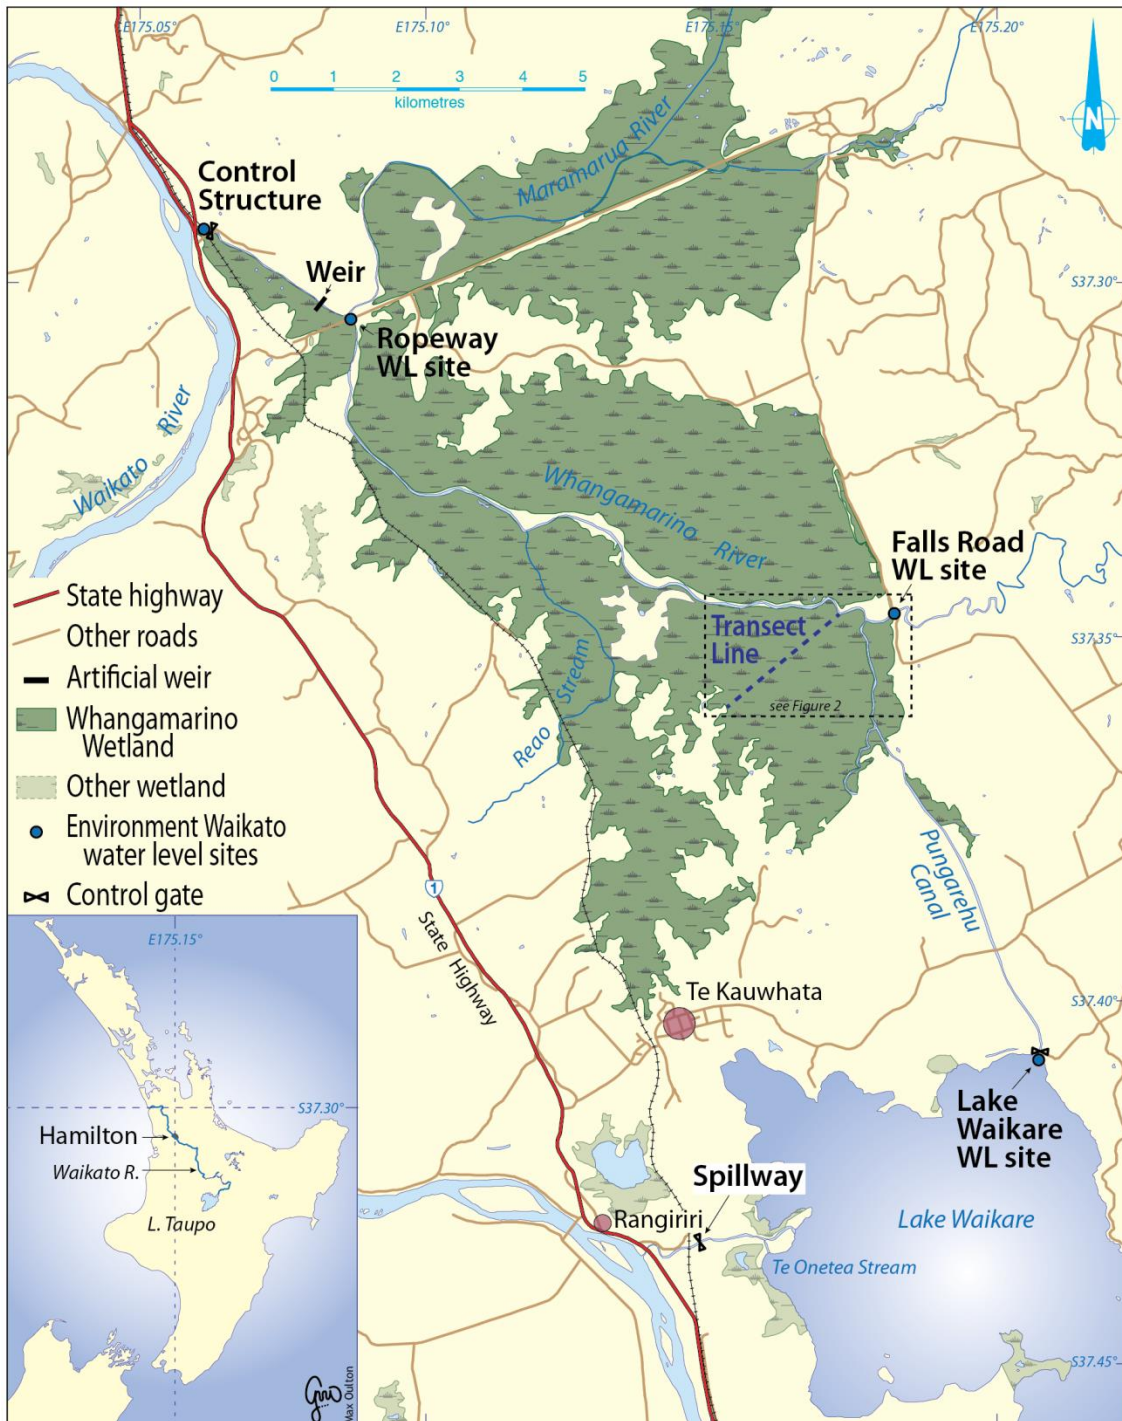 E175.05°
E175.10°
E175.15°
E175.20°
0 1 2 3 4 5
kilometres
N
Maramarua River
Control
Structure
Weir
S37.30°
Ropeway
WL site
Waikato River
Whangamarino River
Falls Road
WL site
Transect
Line
S37.35°
see Figure 2
Reao Stream
State highway
Other roads
Artificial weir
Whangamarino
Wetland
Other wetland
Environment Waikato
water level sites
Control gate
1
State Highway
Pungarehu
Canal
Te Kauwhata
S37.40°
Lake
Waikare
WL site
Spillway
Rangiriri
Lake Waikare
Te Onetea Stream
S37.45°
E175.15°
S37.30°
Hamilton
Waikato R.
L. Taupo
Max Oulton